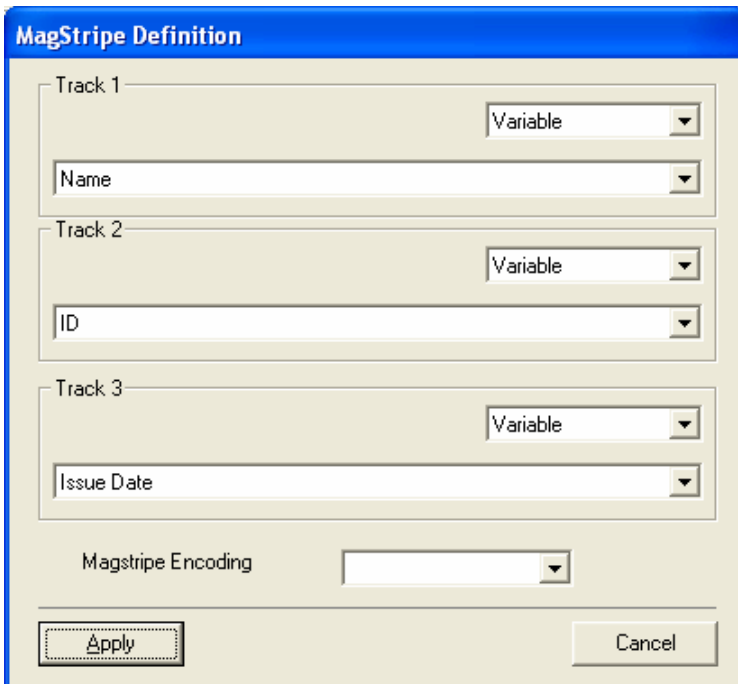 MagStripe Definition
Track 1
Variable
Name
Track 2
Variable
ID
Track 3
Variable
Issue Date
Magstripe Encoding
Apply Cancel